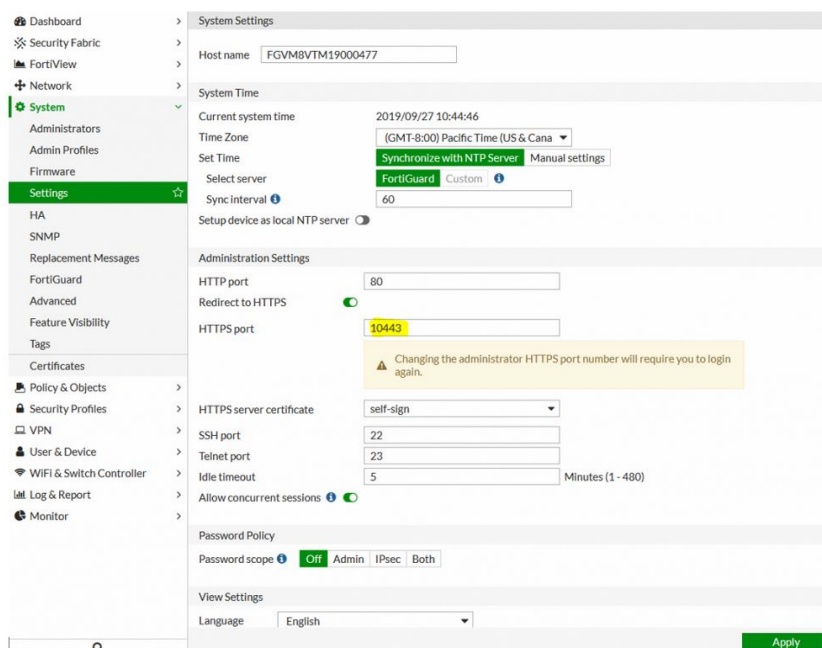 Dashboard
Security Fabric
FortiView
Network
System
Administrators
Admin Profiles
Firmware
Settings
HA
SNMP
Replacement Messages
FortiGuard
Advanced
Feature Visibility
Tags
Certificates
Policy & Objects
Security Profiles
VPN
User & Device
WiFi & Switch Controller
Log & Report
Monitor
System Settings
Host name FGVM8VTM19000477
System Time
Current system time 2019/09/27 10:44:46
Time Zone (GMT-8:00) Pacific Time (US & Cana
Set Time Synchronize with NTP Server Manual settings
Select server FortiGuard Custom
Sync interval 60
Setup device as local NTP server
Administration Settings
HTTP port 80
Redirect to HTTPS
HTTPS port 10443
Changing the administrator HTTPS port number will require you to login
again.
HTTPS server certificate self-sign
SSH port 22
Telnet port 23
Idle timeout 5 Minutes (1 - 480)
Allow concurrent sessions
Password Policy
Password scope Off Admin IPsec Both
View Settings
Language English
Apply